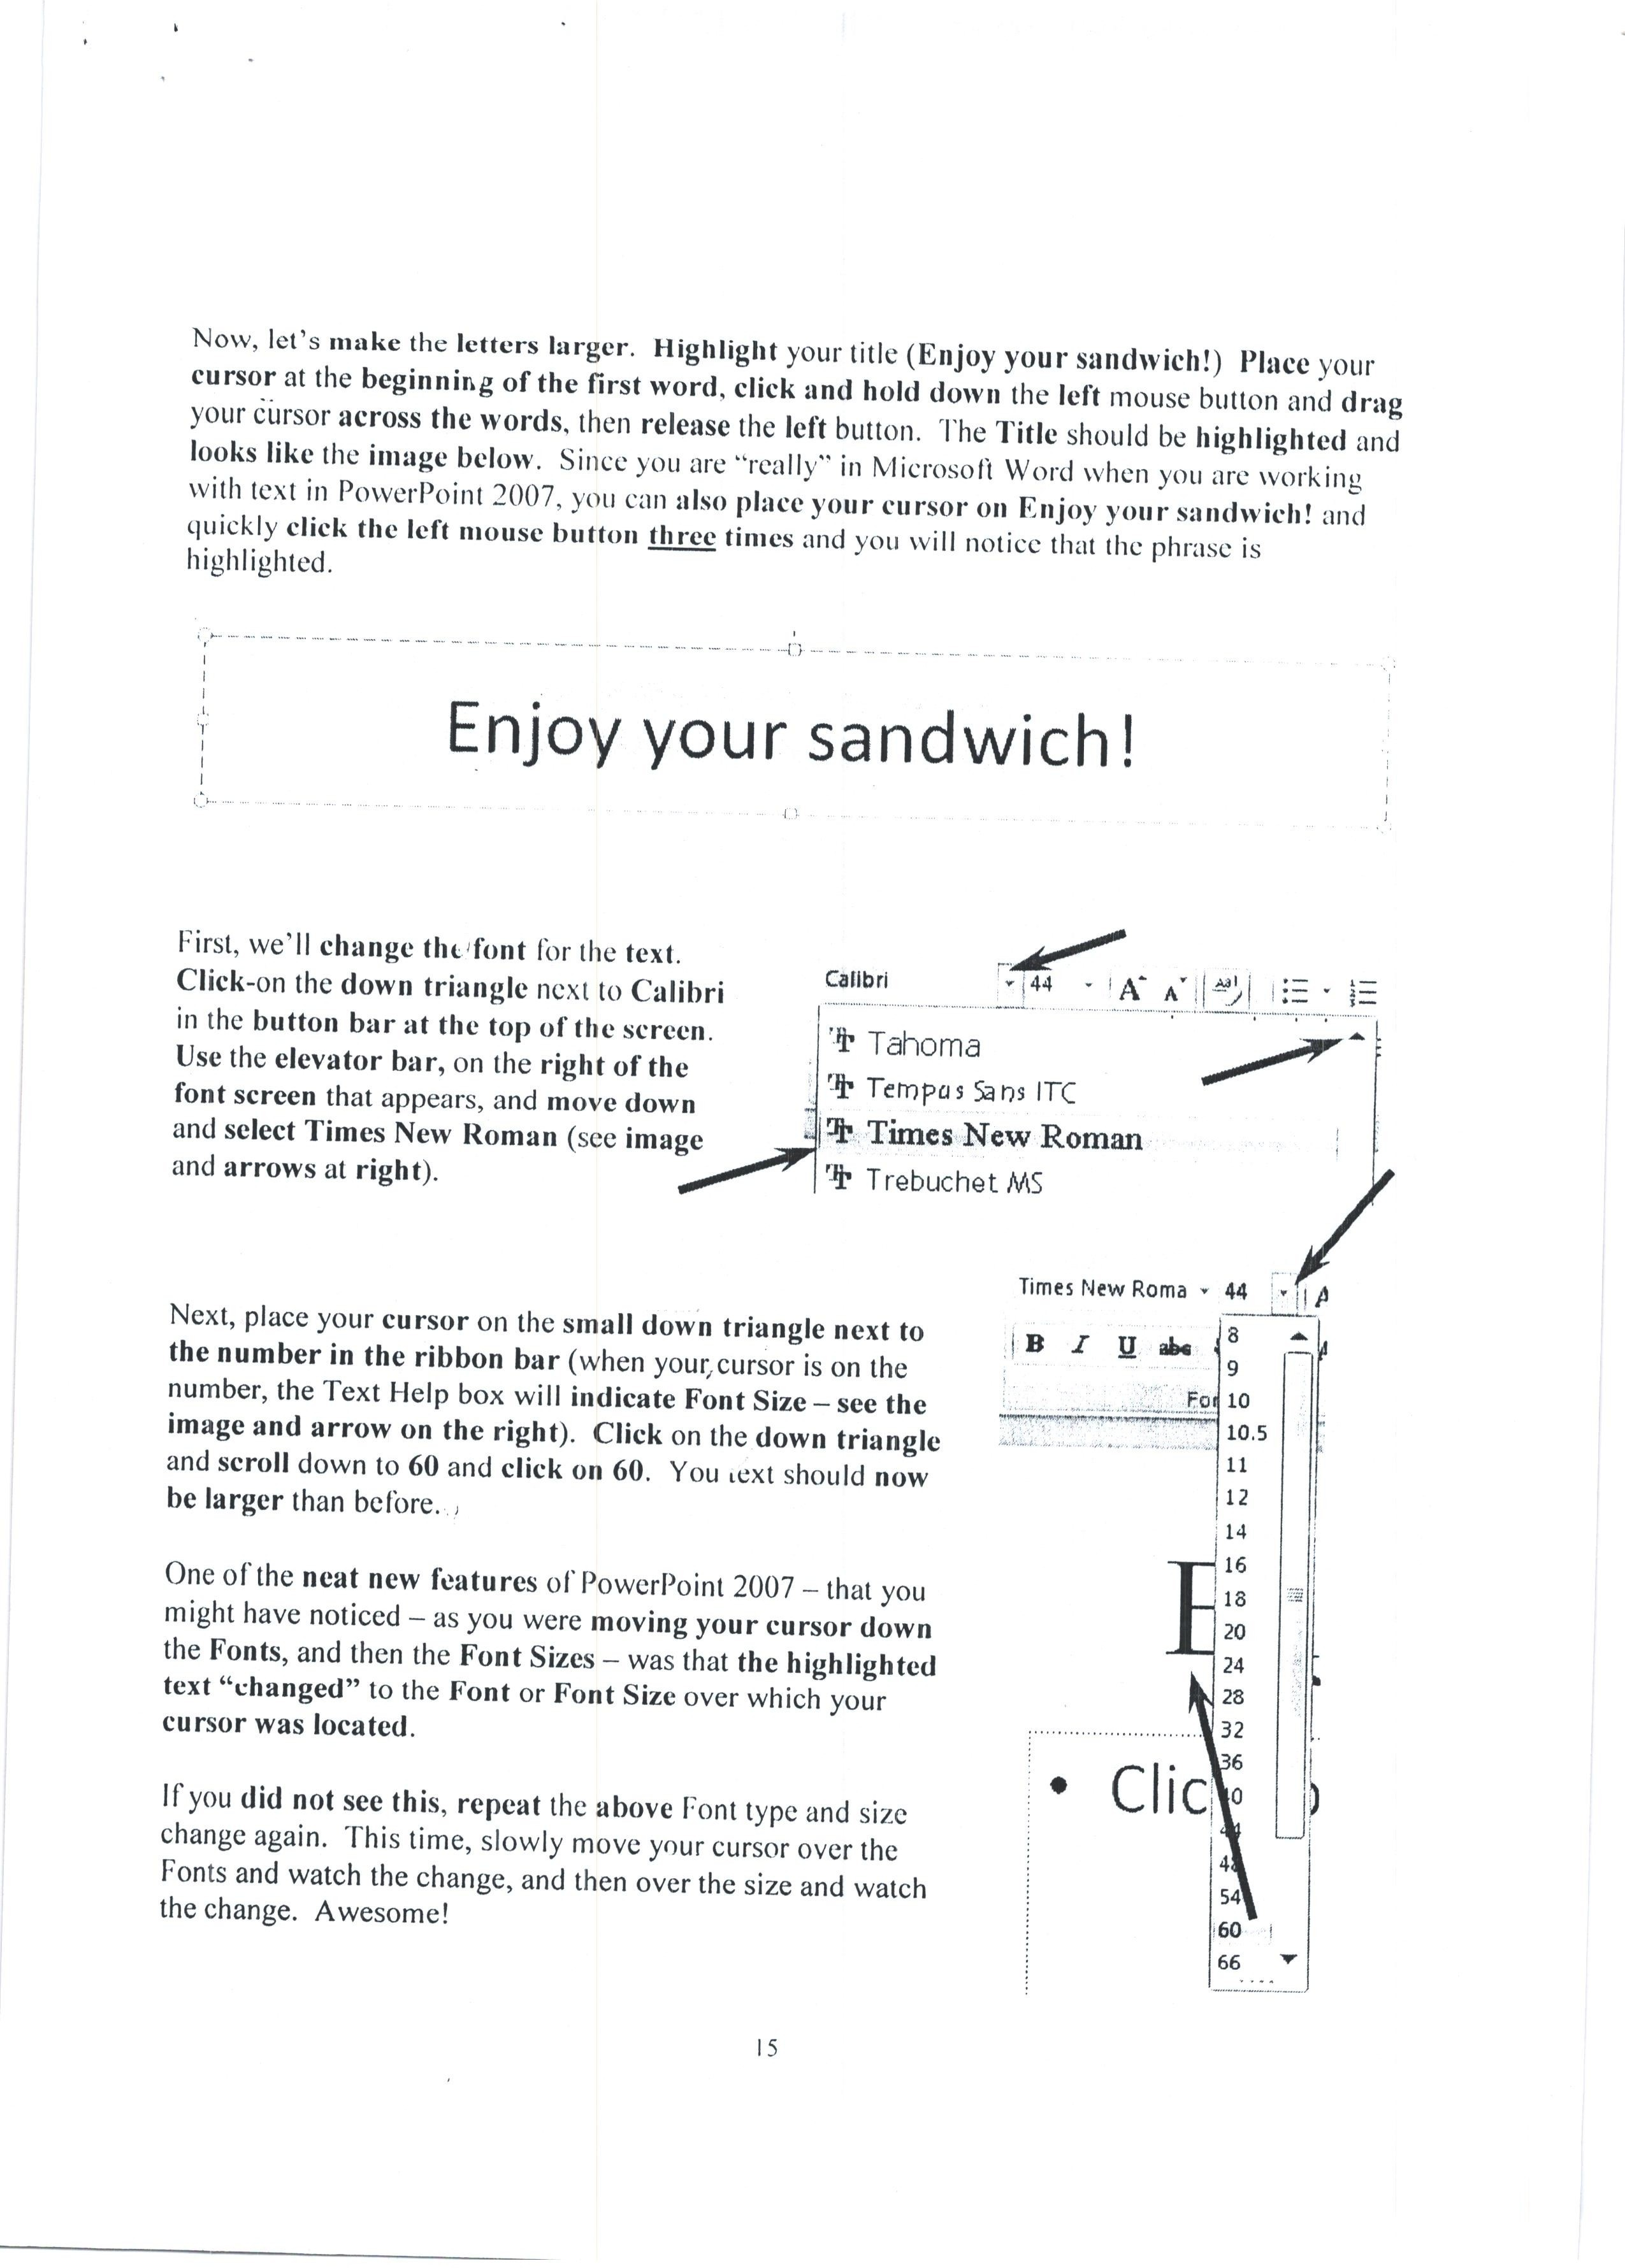 Now, let's make the letters larger.  Highlight your title (Enjoy your sandwich!)  Place your
cursor at the beginning of the first word, click and hold down the left mouse button and drag
your cursor across the words, then release the left button.  The Title should be highlighted and
looks like the image below.  Since you are "really" in Microsoft Word when you are working
with text in PowerPoint 2007, you can also place your cursor on Enjoy your sandwich! and
quickly click the left mouse button three times and you will notice that the phrase is
highlighted.
Enjoy your sandwich!
First, we'll change the font for the text.
Click-on the down triangle next to Calibri
in the button bar at the top of the screen.
Use the elevator bar, on the right of the
font screen that appears, and move down
and select Times New Roman (see image
and arrows at right).
Calibri 44 A A Aa
Tahoma
Tempus Sans ITC
Times New Roman
Trebuchet MS
Next, place your cursor on the small down triangle next to
the number in the ribbon bar (when your cursor is on the
number, the Text Help box will indicate Font Size – see the
image and arrow on the right).  Click on the down triangle
and scroll down to 60 and click on 60.  You text should now
be larger than before.
One of the neat new features of PowerPoint 2007 – that you
might have noticed – as you were moving your cursor down
the Fonts, and then the Font Sizes – was that the highlighted
text "changed" to the Font or Font Size over which your
cursor was located.
If you did not see this, repeat the above Font type and size
change again.  This time, slowly move your cursor over the
Fonts and watch the change, and then over the size and watch
the change.  Awesome!
Times New Roma 44 A
B I U abc
For
8
9
10
10.5
11
12
14
16
18
20
24
28
32
36
48
54
60
66
E
• Clic
15